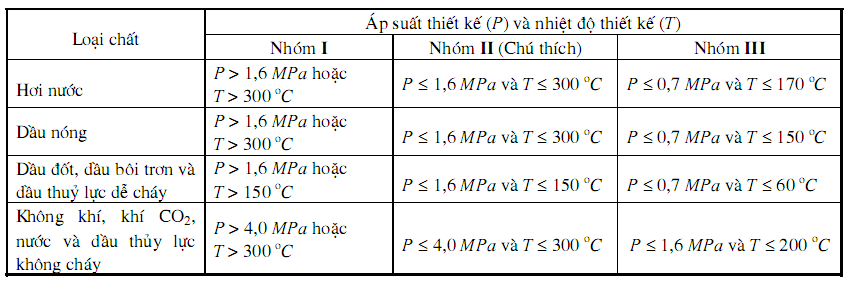 Loại chất
Áp suất thiết kế (P) và nhiệt độ thiết kế (T)
Nhóm I
Nhóm II (Chú thích)
Nhóm III
Hơi nước
P > 1,6 MPa hoặc
T > 300 °C
P ≤ 1,6 MPa và T ≤ 300 °C
P ≤ 0,7 MPa và T ≤ 170 °C
Dầu nóng
P > 1,6 MPa hoặc
T > 300 °C
P ≤ 1,6 MPa và T ≤ 300 °C
P ≤ 0,7 MPa và T ≤ 150 °C
Dầu đốt, dầu bôi trơn và
dầu thuỷ lực dễ cháy
P > 1,6 MPa hoặc
T > 150 °C
P ≤ 1,6 MPa và T ≤ 150 °C
P ≤ 0,7 MPa và T ≤ 60 °C
Không khí, khí CO₂,
nước và dầu thủy lực
không cháy
P > 4,0 MPa hoặc
T > 300 °C
P ≤ 4,0 MPa và T ≤ 300 °C
P ≤ 1,6 MPa và T ≤ 200 °C